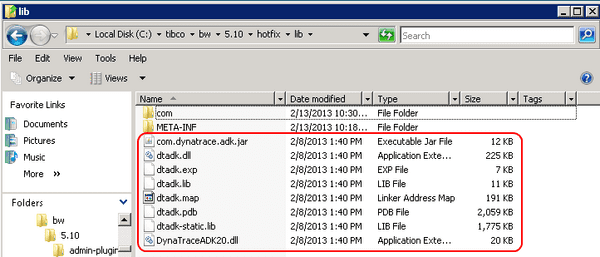 lib
Local Disk (C:) tibco bw 5.10 hotfix lib Search
File Edit View Tools Help
Organize Views
Favorite Links Name Date modified Type Size Tags
Documents com 2/13/2013 10:30... File Folder
Pictures META-INF 2/13/2013 10:18... File Folder
Music com.dynatrace.adk.jar 2/8/2013 1:40 PM Executable Jar File 12 KB
dtadk.dll 2/8/2013 1:40 PM Application Exte... 225 KB
More » dtadk.exp 2/8/2013 1:40 PM EXP File 7 KB
dtadk.lib 2/8/2013 1:40 PM LIB File 11 KB
Folders dtadk.map 2/8/2013 1:40 PM Linker Address Map 191 KB
bw dtadk.pdb 2/8/2013 1:40 PM PDB File 2,059 KB
5.10 dtadk-static.lib 2/8/2013 1:40 PM LIB File 1,775 KB
admin-plugin DynaTraceADK20.dll 2/8/2013 1:40 PM Application Exte... 20 KB